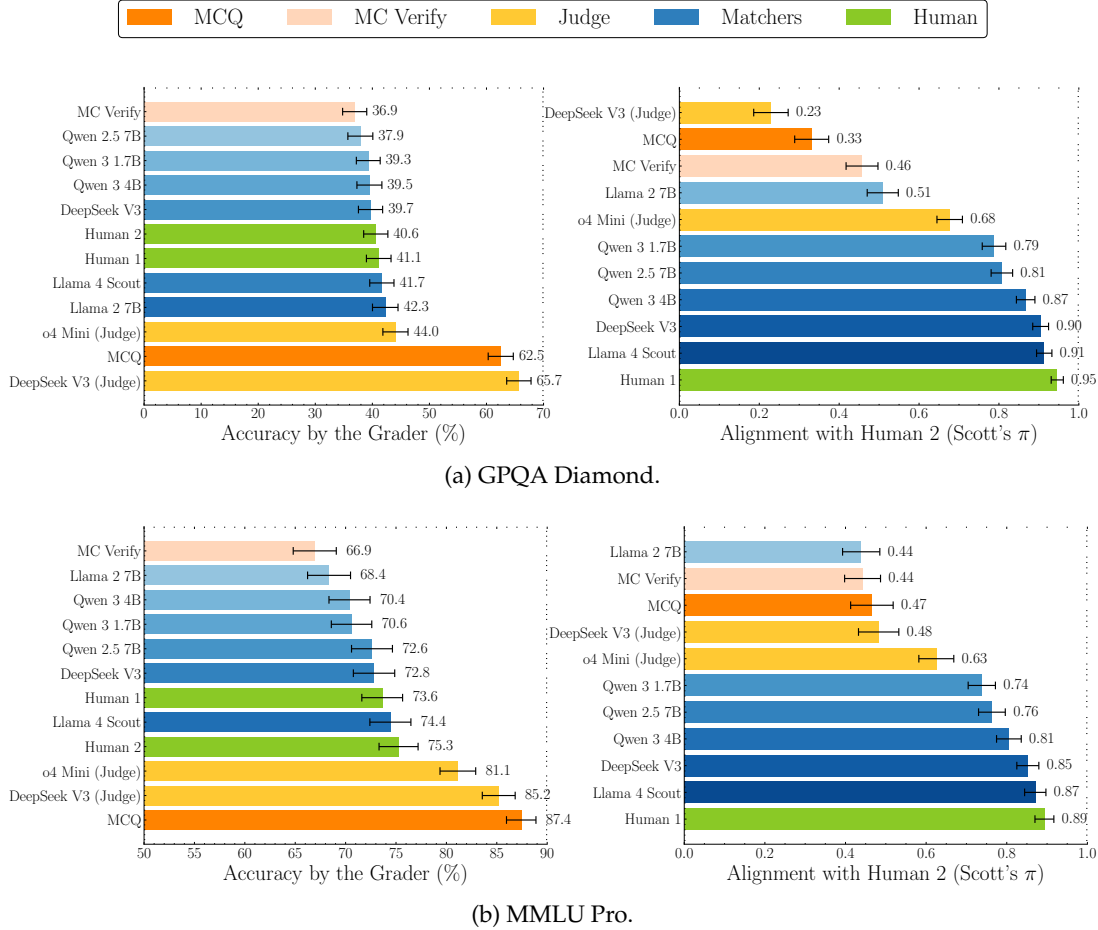 MCQ MC Verify Judge Matchers Human
MC Verify 36.9
Qwen 2.5 7B 37.9
Qwen 3 1.7B 39.3
Qwen 3 4B 39.5
DeepSeek V3 39.7
Human 2 40.6
Human 1 41.1
Llama 4 Scout 41.7
Llama 2 7B 42.3
o4 Mini (Judge) 44.0
MCQ 62.5
DeepSeek V3 (Judge) 65.7
0 10 20 30 40 50 60 70
Accuracy by the Grader (%)
DeepSeek V3 (Judge) 0.23
MCQ 0.33
MC Verify 0.46
Llama 2 7B 0.51
o4 Mini (Judge) 0.68
Qwen 3 1.7B 0.79
Qwen 2.5 7B 0.81
Qwen 3 4B 0.87
DeepSeek V3 0.90
Llama 4 Scout 0.91
Human 1 0.95
0.0 0.2 0.4 0.6 0.8 1.0
Alignment with Human 2 (Scott's π)
(a) GPQA Diamond.
MC Verify 66.9
Llama 2 7B 68.4
Qwen 3 4B 70.4
Qwen 3 1.7B 70.6
Qwen 2.5 7B 72.6
DeepSeek V3 72.8
Human 1 73.6
Llama 4 Scout 74.4
Human 2 75.3
o4 Mini (Judge) 81.1
DeepSeek V3 (Judge) 85.2
MCQ 87.4
50 55 60 65 70 75 80 85 90
Accuracy by the Grader (%)
Llama 2 7B 0.44
MC Verify 0.44
MCQ 0.47
DeepSeek V3 (Judge) 0.48
o4 Mini (Judge) 0.63
Qwen 3 1.7B 0.74
Qwen 2.5 7B 0.76
Qwen 3 4B 0.81
DeepSeek V3 0.85
Llama 4 Scout 0.87
Human 1 0.89
0.0 0.2 0.4 0.6 0.8 1.0
Alignment with Human 2 (Scott's π)
(b) MMLU Pro.